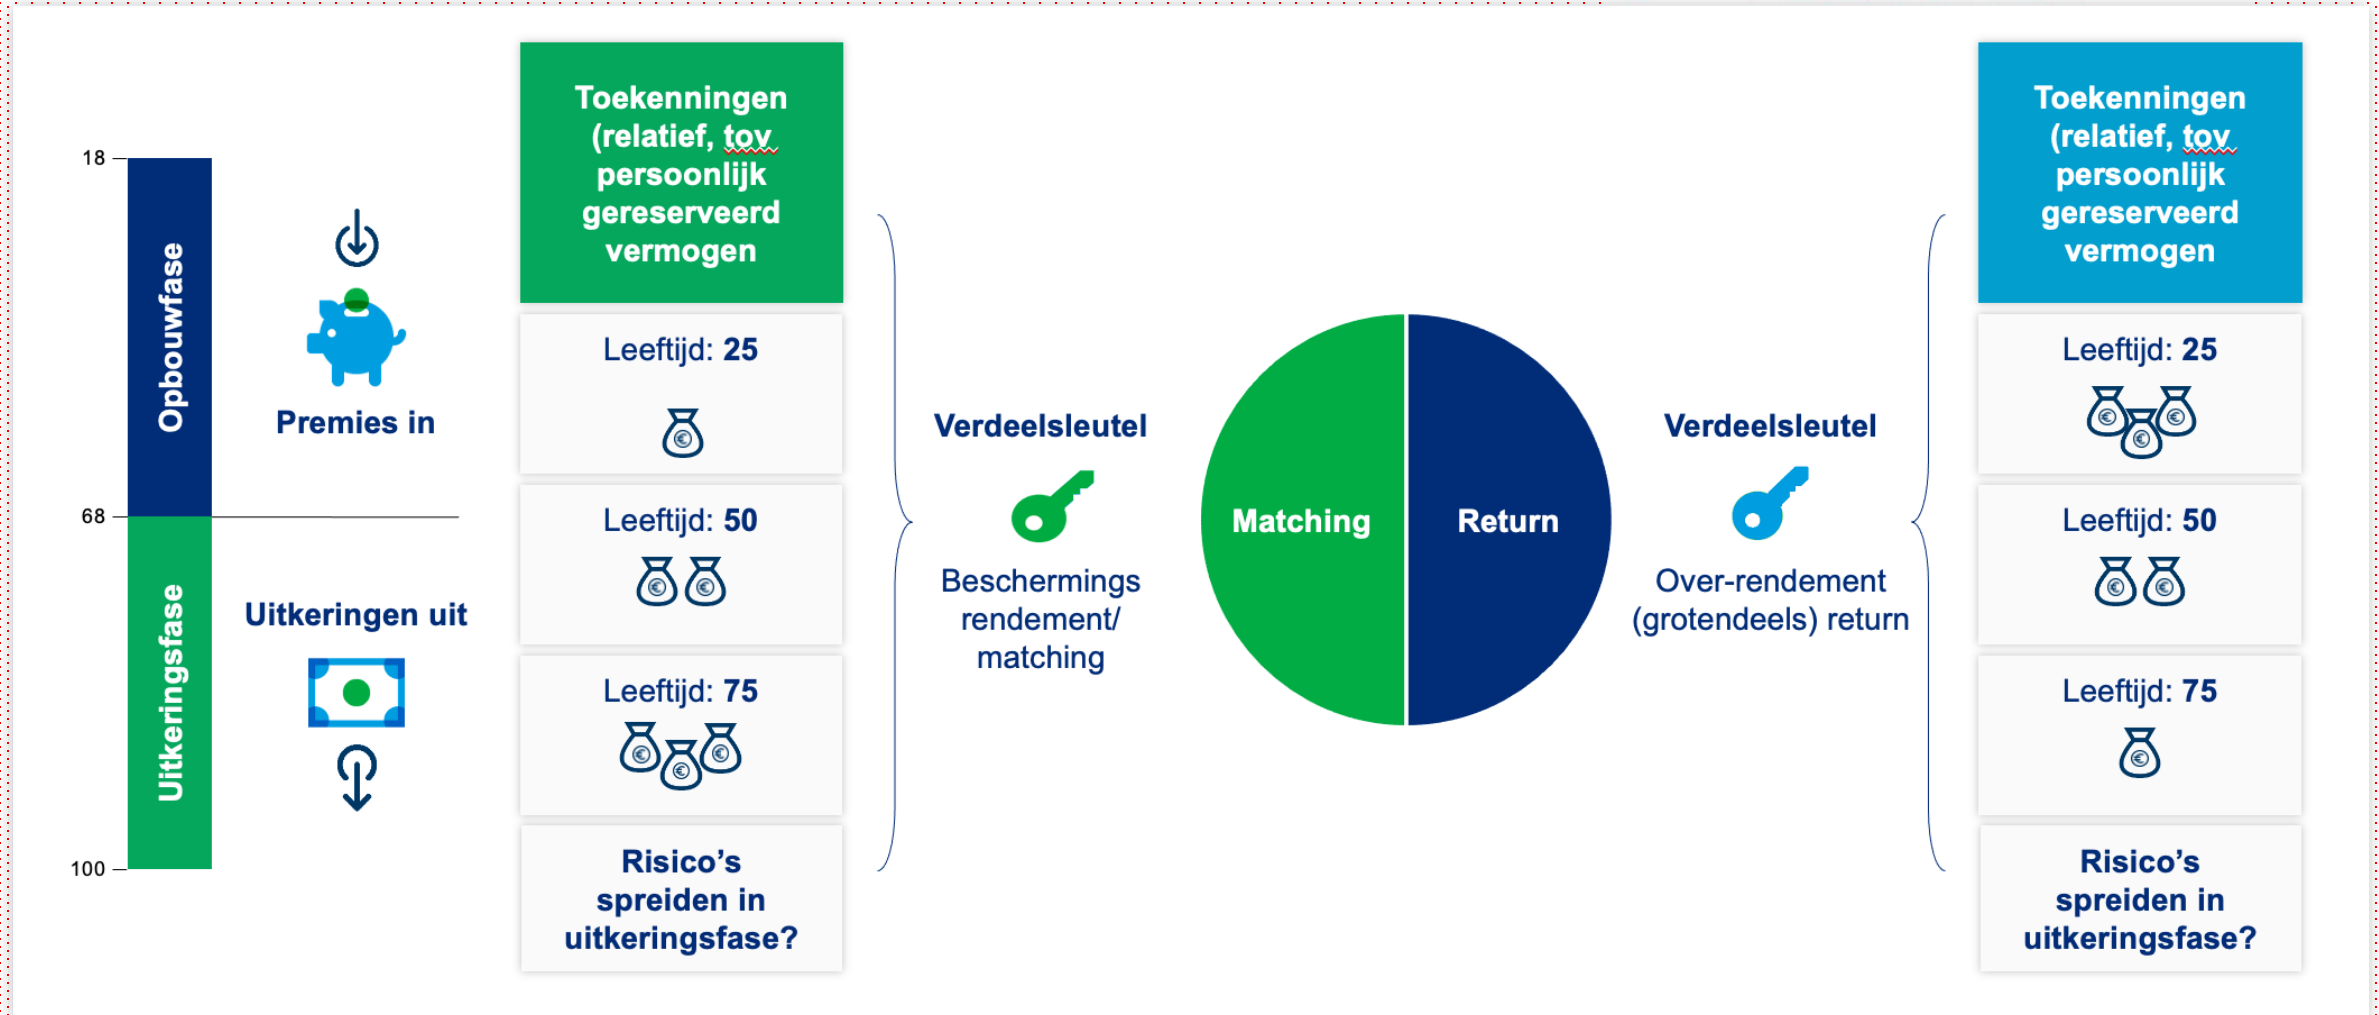 18
68
100
Opbouwfase
Uitkeringsfase
Premies in
Uitkeringen uit
Toekenningen
(relatief, tov
persoonlijk
gereserveerd
vermogen
Leeftijd: 25
€
Leeftijd: 50
€ €
Leeftijd: 75
€ € €
Risico’s
spreiden in
uitkeringsfase?
Verdeelsleutel
Beschermings
rendement/
matching
Matching
Return
Verdeelsleutel
Over-rendement
(grotendeels) return
Toekenningen
(relatief, tov
persoonlijk
gereserveerd
vermogen
Leeftijd: 25
€ € €
Leeftijd: 50
€ €
Leeftijd: 75
€
Risico’s
spreiden in
uitkeringsfase?